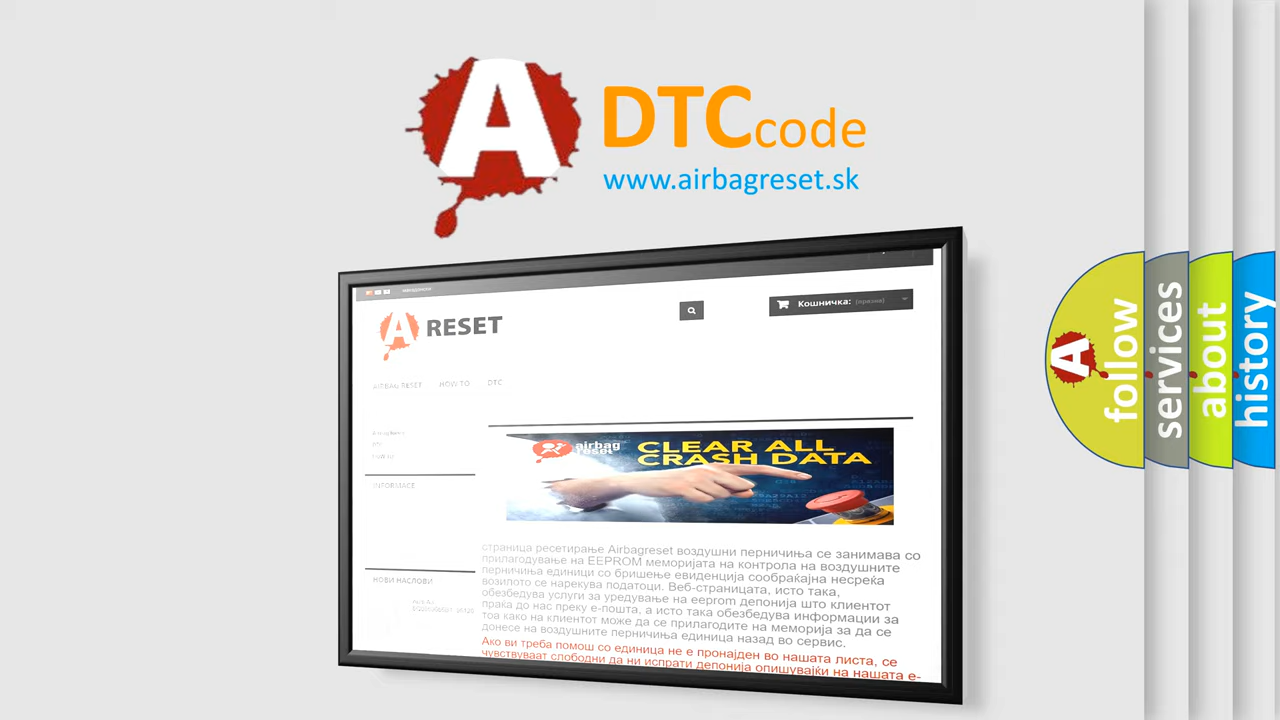 A
DTC code
www.airbagreset.sk
A RESET
Кошничка: (празна)
AIRBAG RESET HOW TO DTC
INFORMACE
airbag
reset
CLEAR ALL
CRASH DATA
страница ресетирање Airbagreset воздушни перничиња се занимава со
прилагодување на EEPROM меморијата на контрола на воздушните
перничиња единици со бришење евиденција сообраќајна несреќа
возилото се нарекува податоци. Веб-страницата, исто така,
обезбедува услуги за уредување на eeprom депонија што клиентот
праќа до нас преку е-пошта, а исто така обезбедува информации за
тоа како на клиентот може да се прилагодите на меморија за да се
донесе на воздушните перничиња единица назад во сервис.
Ако ви треба помош со единица не е пронајден во нашата листа, се
чувствуваат слободни да ни испрати депонија опишувајќи на нашата е-
НОВИ НАСЛОВИ
A
follow
services
about
history